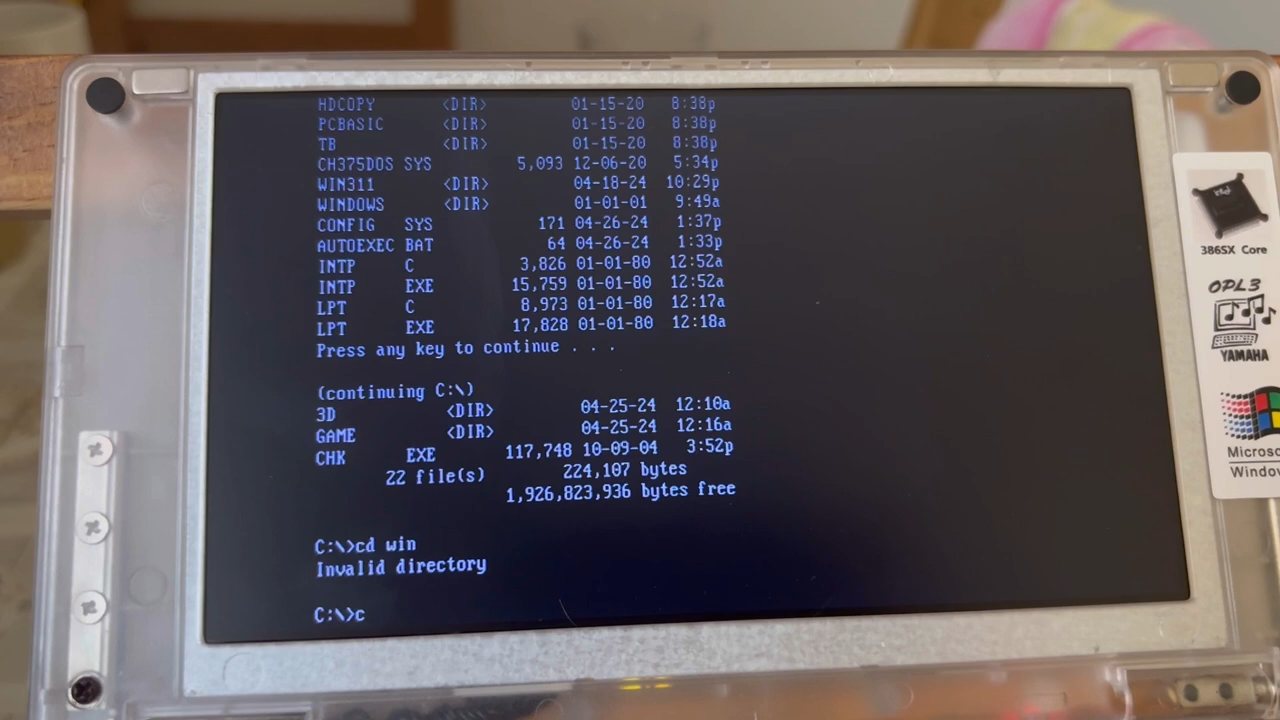 HDCOPY <DIR> 01-15-20 8:38p
PCBASIC <DIR> 01-15-20 8:38p
TB <DIR> 01-15-20 8:38p
CH375DOS SYS 5,093 12-06-20 5:34p
WIN311 <DIR> 04-18-24 10:29p
WINDOWS <DIR> 01-01-01 9:49a
CONFIG SYS 171 04-26-24 1:37p
AUTOEXEC BAT 64 04-26-24 1:33p
INTP C 3,826 01-01-80 12:52a
INTP EXE 15,759 01-01-80 12:52a
LPT C 8,973 01-01-80 12:17a
LPT EXE 17,828 01-01-80 12:18a
Press any key to continue . . .
(continuing C:\)
3D <DIR> 04-25-24 12:10a
GAME <DIR> 04-25-24 12:16a
CHK EXE 117,748 10-09-04 3:52p
22 file(s) 224,107 bytes
1,926,823,936 bytes free
C:\>cd win
Invalid directory
C:\>c
intel
386SX Core
OPL3
YAMAHA
Microso
Windo